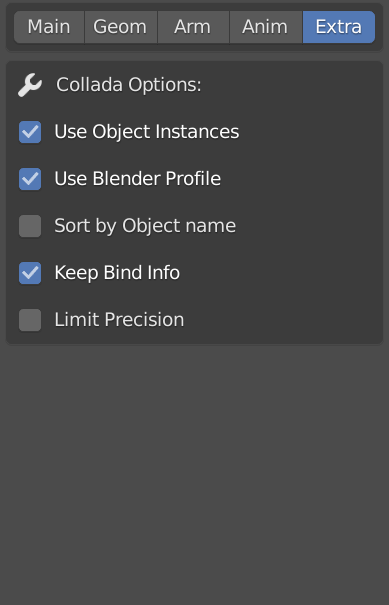 Main Geom Arm Anim Extra
Collada Options:
Use Object Instances
Use Blender Profile
Sort by Object name
Keep Bind Info
Limit Precision